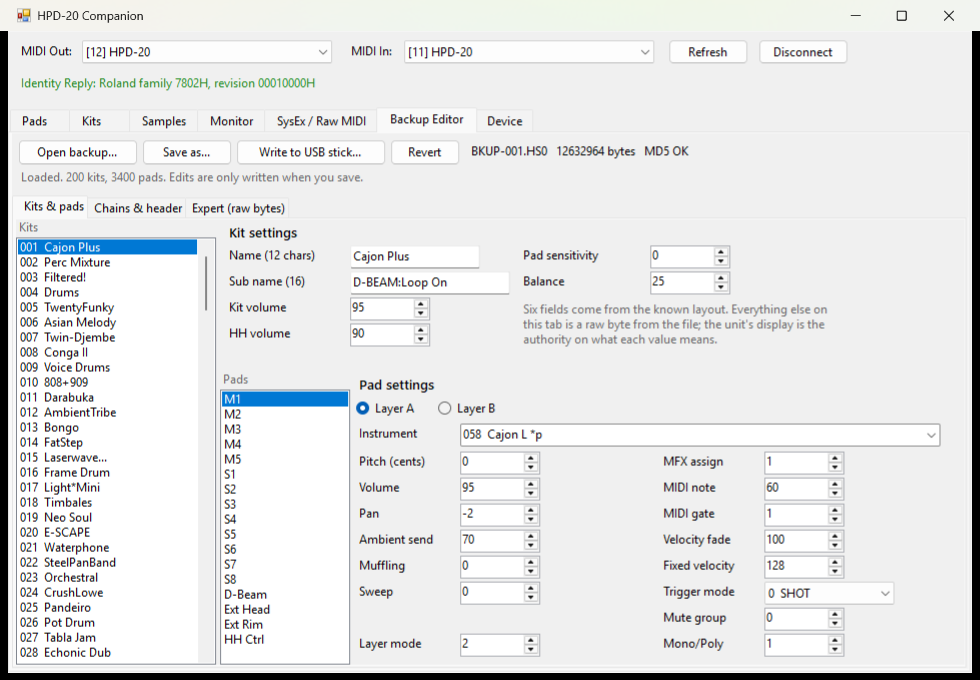 HPD-20 Companion
MIDI Out: [12] HPD-20 MIDI In: [11] HPD-20 Refresh Disconnect
Identity Reply: Roland family 7802H, revision 00010000H
Pads Kits Samples Monitor SysEx / Raw MIDI Backup Editor Device
Open backup... Save as... Write to USB stick... Revert BKUP-001.HS0 12632964 bytes MD5 OK
Loaded. 200 kits, 3400 pads. Edits are only written when you save.
Kits & pads Chains & header Expert (raw bytes)
Kits
001 Cajon Plus
002 Perc Mixture
003 Filtered!
004 Drums
005 TwentyFunky
006 Asian Melody
007 Twin-Djembe
008 Conga II
009 Voice Drums
010 808+909
011 Darabuka
012 AmbientTribe
013 Bongo
014 FatStep
015 Laserwave...
016 Frame Drum
017 Light*Mini
018 Timbales
019 Neo Soul
020 E-SCAPE
021 Waterphone
022 SteelPanBand
023 Orchestral
024 CrushLowe
025 Pandeiro
026 Pot Drum
027 Tabla Jam
028 Echonic Dub
Kit settings
Name (12 chars) Cajon Plus
Sub name (16) D-BEAM:Loop On
Kit volume 95
HH volume 90
Pad sensitivity 0
Balance 25
Six fields come from the known layout. Everything else on
this tab is a raw byte from the file; the unit's display is the
authority on what each value means.
Pads
M1
M2
M3
M4
M5
S1
S2
S3
S4
S5
S6
S7
S8
D-Beam
Ext Head
Ext Rim
HH Ctrl
Pad settings
Layer A Layer B
Instrument 058 Cajon L *p
Pitch (cents) 0
Volume 95
Pan -2
Ambient send 70
Muffling 0
Sweep 0
Layer mode 2
MFX assign 1
MIDI note 60
MIDI gate 1
Velocity fade 100
Fixed velocity 128
Trigger mode 0 SHOT
Mute group 0
Mono/Poly 1